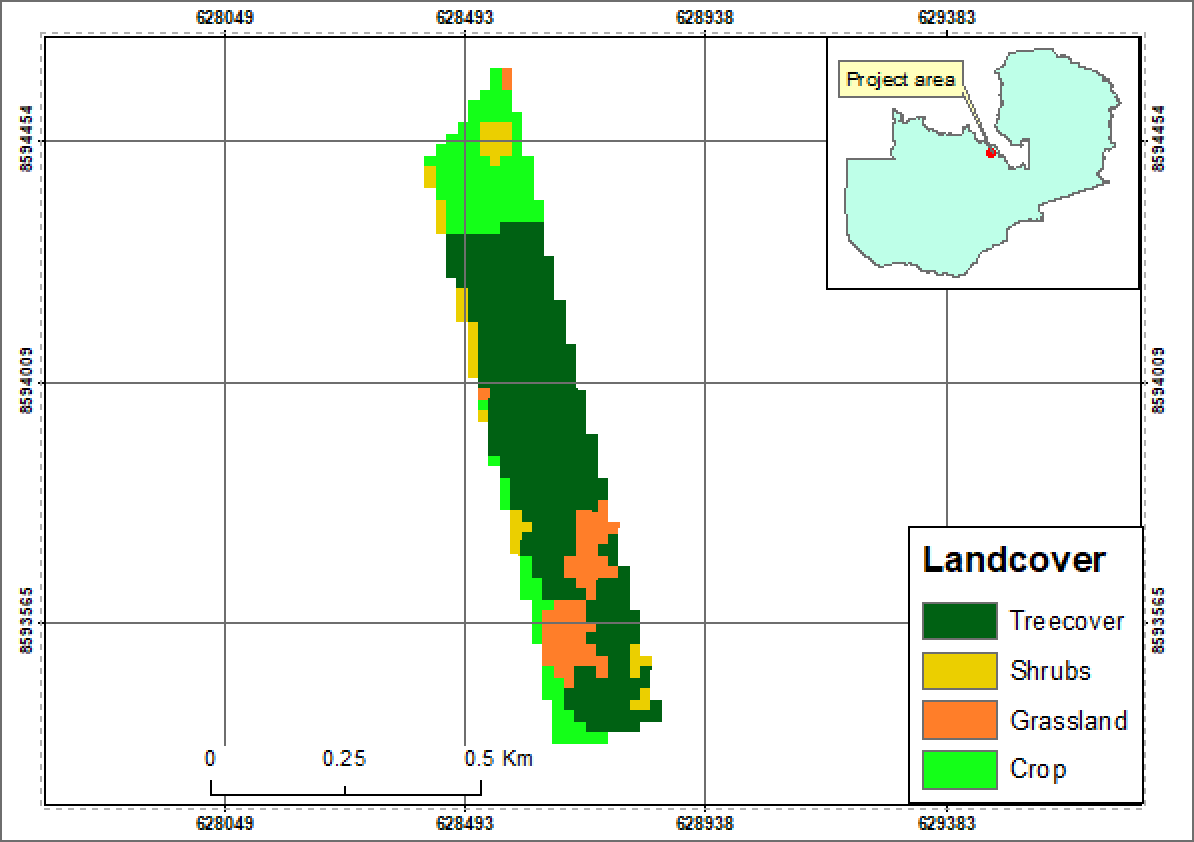 628049 628493 628938 629383
Project area
8594454 8594454
8594009 8594009
8593565 8593565
Landcover
Treecover
Shrubs
Grassland
Crop
0 0.25 0.5 Km
628049 628493 628938 629383